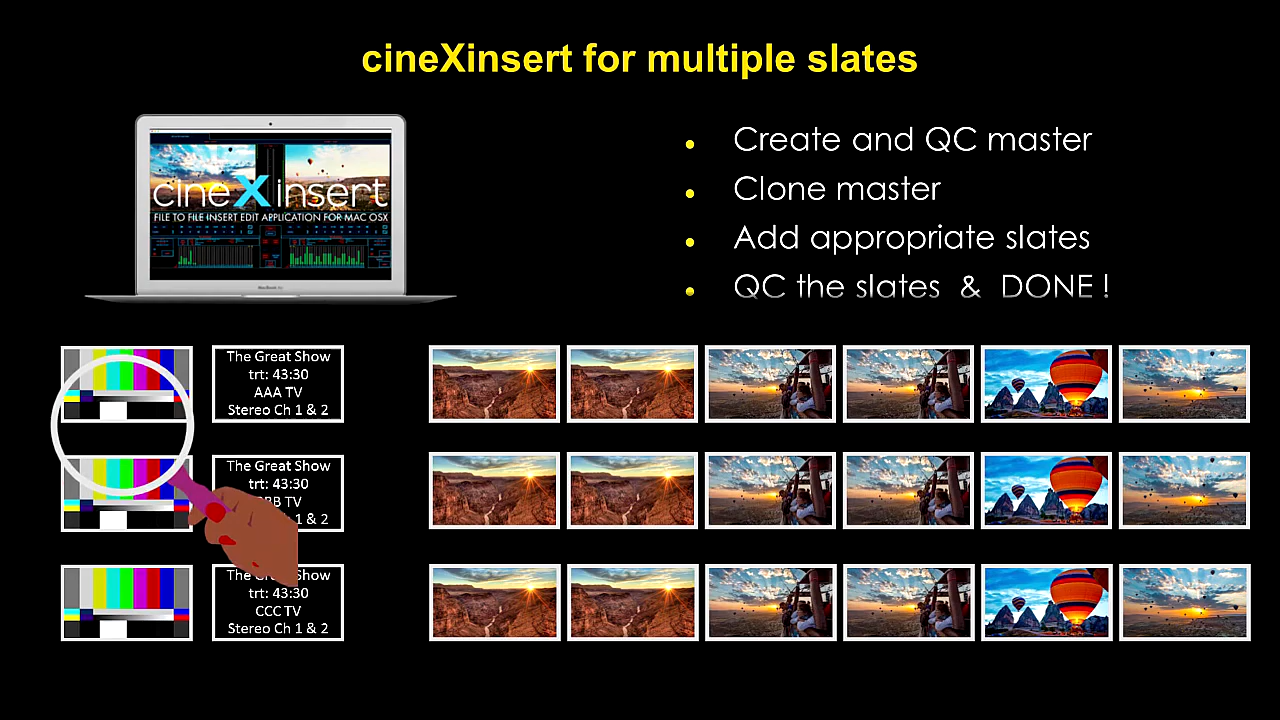 cineXinsert for multiple slates
cineXinsert
FILE TO FILE INSERT EDIT APPLICATION FOR MAC OSX
• Create and QC master
• Clone master
• Add appropriate slates
• QC the slates & DONE !
The Great Show
trt: 43:30
AAA TV
Stereo Ch 1 & 2
The Great Show
trt: 43:30
TV
1 & 2
The Show
trt: 43:30
CCC TV
Stereo Ch 1 & 2